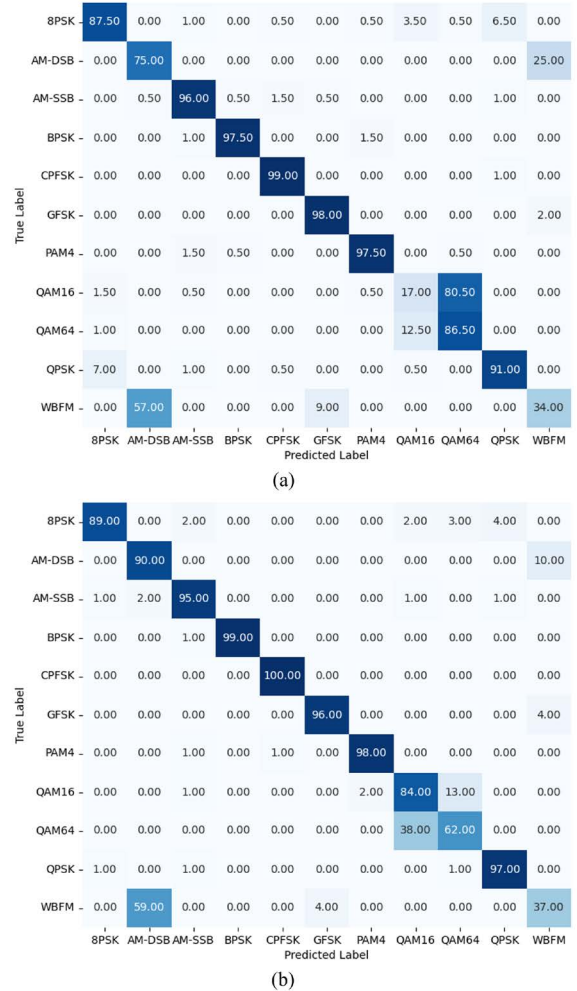 8PSK 87.50 0.00 1.00 0.00 0.50 0.00 0.50 3.50 0.50 6.50 0.00
AM-DSB 0.00 75.00 0.00 0.00 0.00 0.00 0.00 0.00 0.00 0.00 25.00
AM-SSB 0.00 0.50 96.00 0.50 1.50 0.50 0.00 0.00 0.00 1.00 0.00
BPSK 0.00 0.00 1.00 97.50 0.00 0.00 1.50 0.00 0.00 0.00 0.00
CPFSK 0.00 0.00 0.00 0.00 99.00 0.00 0.00 0.00 0.00 1.00 0.00
GFSK 0.00 0.00 0.00 0.00 0.00 98.00 0.00 0.00 0.00 0.00 2.00
PAM4 0.00 0.00 1.50 0.50 0.00 0.00 97.50 0.00 0.50 0.00 0.00
QAM16 1.50 0.00 0.50 0.00 0.00 0.00 0.50 17.00 80.50 0.00 0.00
QAM64 1.00 0.00 0.00 0.00 0.00 0.00 0.00 12.50 86.50 0.00 0.00
QPSK 7.00 0.00 1.00 0.00 0.50 0.00 0.00 0.50 0.00 91.00 0.00
WBFM 0.00 57.00 0.00 0.00 0.00 9.00 0.00 0.00 0.00 0.00 34.00
True Label
8PSK AM-DSB AM-SSB BPSK CPFSK GFSK PAM4 QAM16 QAM64 QPSK WBFM
Predicted Label
(a)
8PSK 89.00 0.00 2.00 0.00 0.00 0.00 0.00 2.00 3.00 4.00 0.00
AM-DSB 0.00 90.00 0.00 0.00 0.00 0.00 0.00 0.00 0.00 0.00 10.00
AM-SSB 1.00 2.00 95.00 0.00 0.00 0.00 0.00 1.00 0.00 1.00 0.00
BPSK 0.00 0.00 1.00 99.00 0.00 0.00 0.00 0.00 0.00 0.00 0.00
CPFSK 0.00 0.00 0.00 0.00 100.00 0.00 0.00 0.00 0.00 0.00 0.00
GFSK 0.00 0.00 0.00 0.00 0.00 96.00 0.00 0.00 0.00 0.00 4.00
PAM4 0.00 0.00 1.00 0.00 1.00 0.00 98.00 0.00 0.00 0.00 0.00
QAM16 0.00 0.00 1.00 0.00 0.00 0.00 2.00 84.00 13.00 0.00 0.00
QAM64 0.00 0.00 0.00 0.00 0.00 0.00 0.00 38.00 62.00 0.00 0.00
QPSK 1.00 0.00 1.00 0.00 0.00 0.00 0.00 0.00 1.00 97.00 0.00
WBFM 0.00 59.00 0.00 0.00 0.00 4.00 0.00 0.00 0.00 0.00 37.00
True Label
8PSK AM-DSB AM-SSB BPSK CPFSK GFSK PAM4 QAM16 QAM64 QPSK WBFM
Predicted Label
(b)